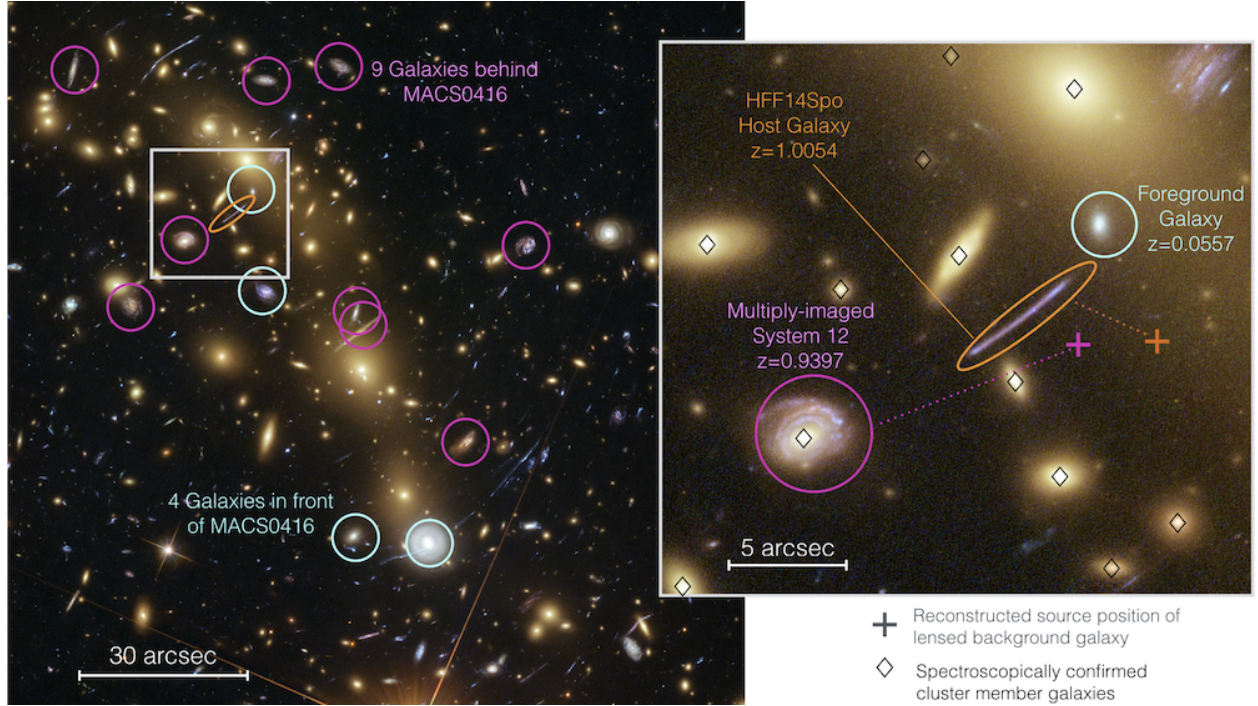 9 Galaxies behind
MACS0416
4 Galaxies in front
of MACS0416
30 arcsec
HFF14Spo
Host Galaxy
z=1.0054
Foreground
Galaxy
z=0.0557
Multiply-imaged
System 12
z=0.9397
5 arcsec
Reconstructed source position of
lensed background galaxy
Spectroscopically confirmed
cluster member galaxies